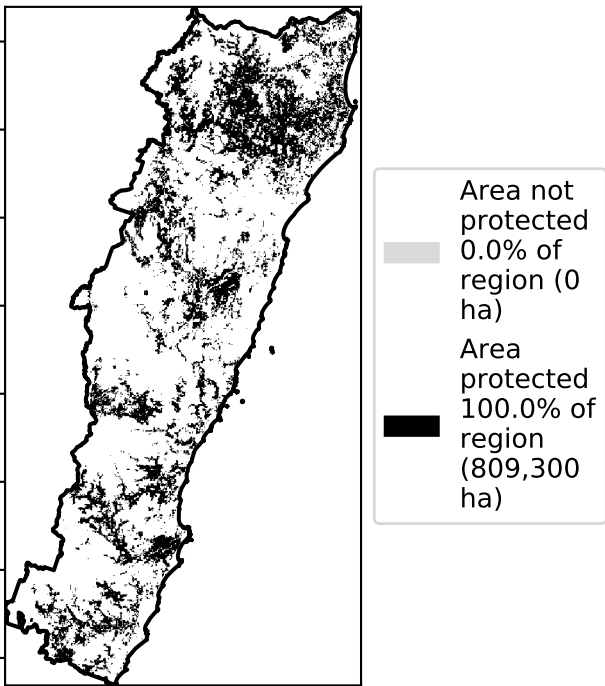 Area not
protected
0.0% of
region (0
ha)
Area
protected
100.0% of
region
(809,300
ha)